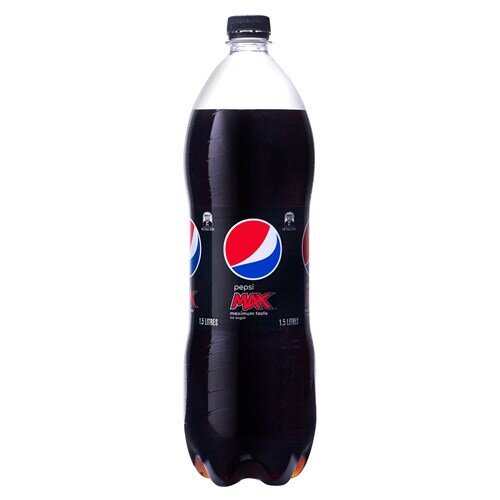 pepsi
MAX
maximum taste
no sugar
1.5 LITRES
1.5 LITRES